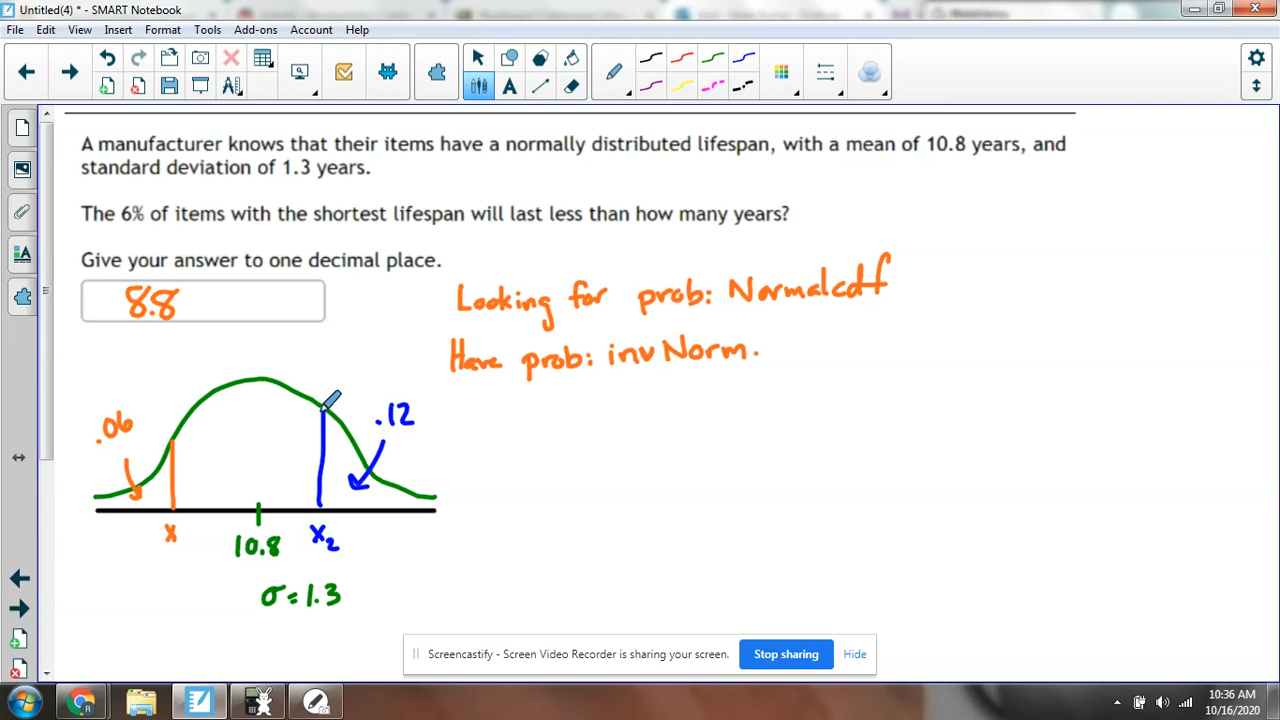 Untitled(4) * - SMART Notebook
File Edit View Insert Format Tools Add-ons Account Help
A manufacturer knows that their items have a normally distributed lifespan, with a mean of 10.8 years, and
standard deviation of 1.3 years.
The 6% of items with the shortest lifespan will last less than how many years?
Give your answer to one decimal place.
8.8
Looking for prob: Normalcdf
Have prob: invNorm.
.06
.12
x
10.8
x2
σ=1.3
Screencastify - Screen Video Recorder is sharing your screen.
Stop sharing
Hide
10:36 AM
10/16/2020